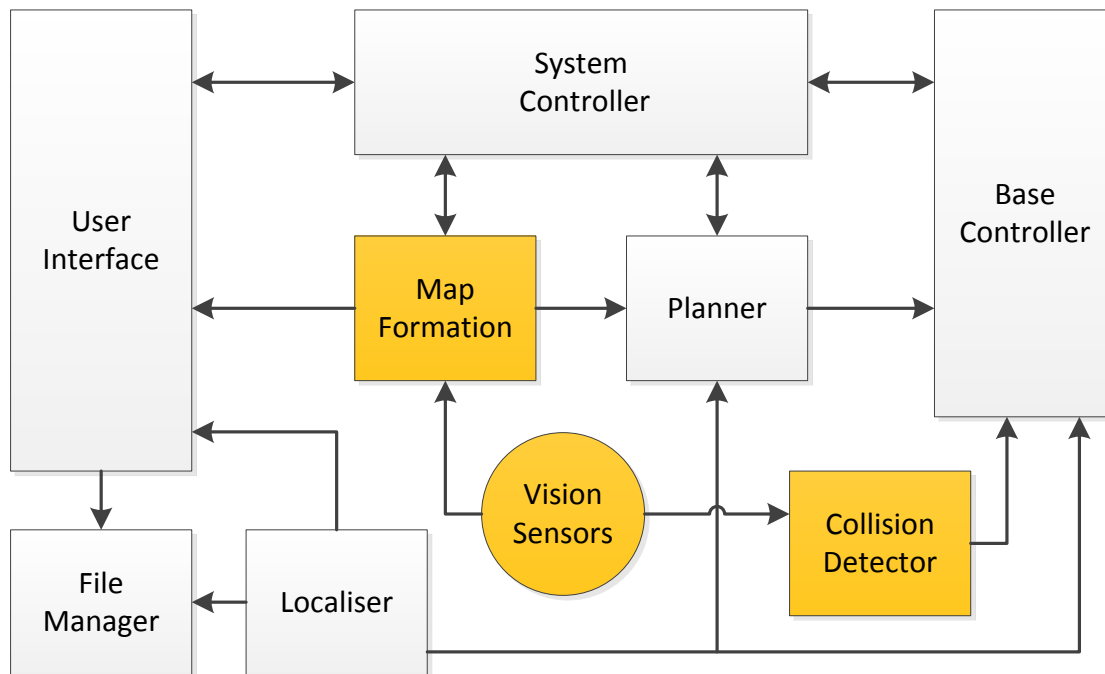 System
Controller
User
Interface
Base
Controller
Map
Formation
Planner
Vision
Sensors
Collision
Detector
File
Manager
Localiser